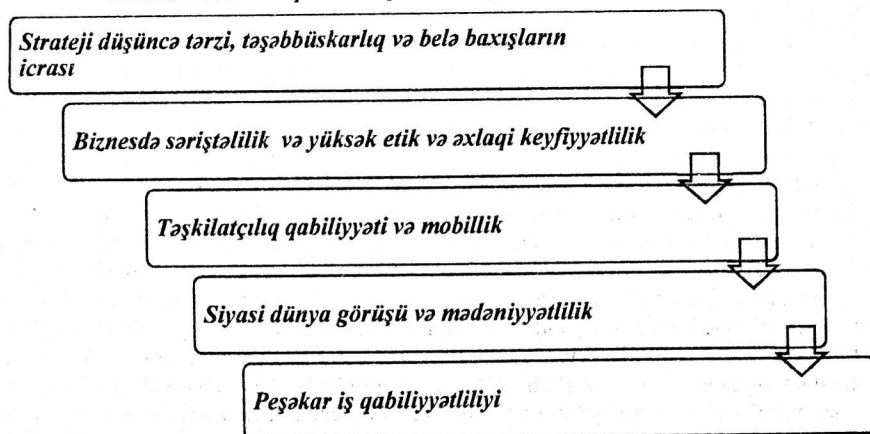 Strateji düşüncə tərzi, təşəbbüskarlıq və belə baxışların
icrası
Biznesdə səriştəlilik və yüksək etik və əxlaqi keyfiyyətlilik
Təşkilatçılıq qabiliyyəti və mobillik
Siyasi dünya görüşü və mədəniyyətlilik
Peşəkar iş qabiliyyətliliyi